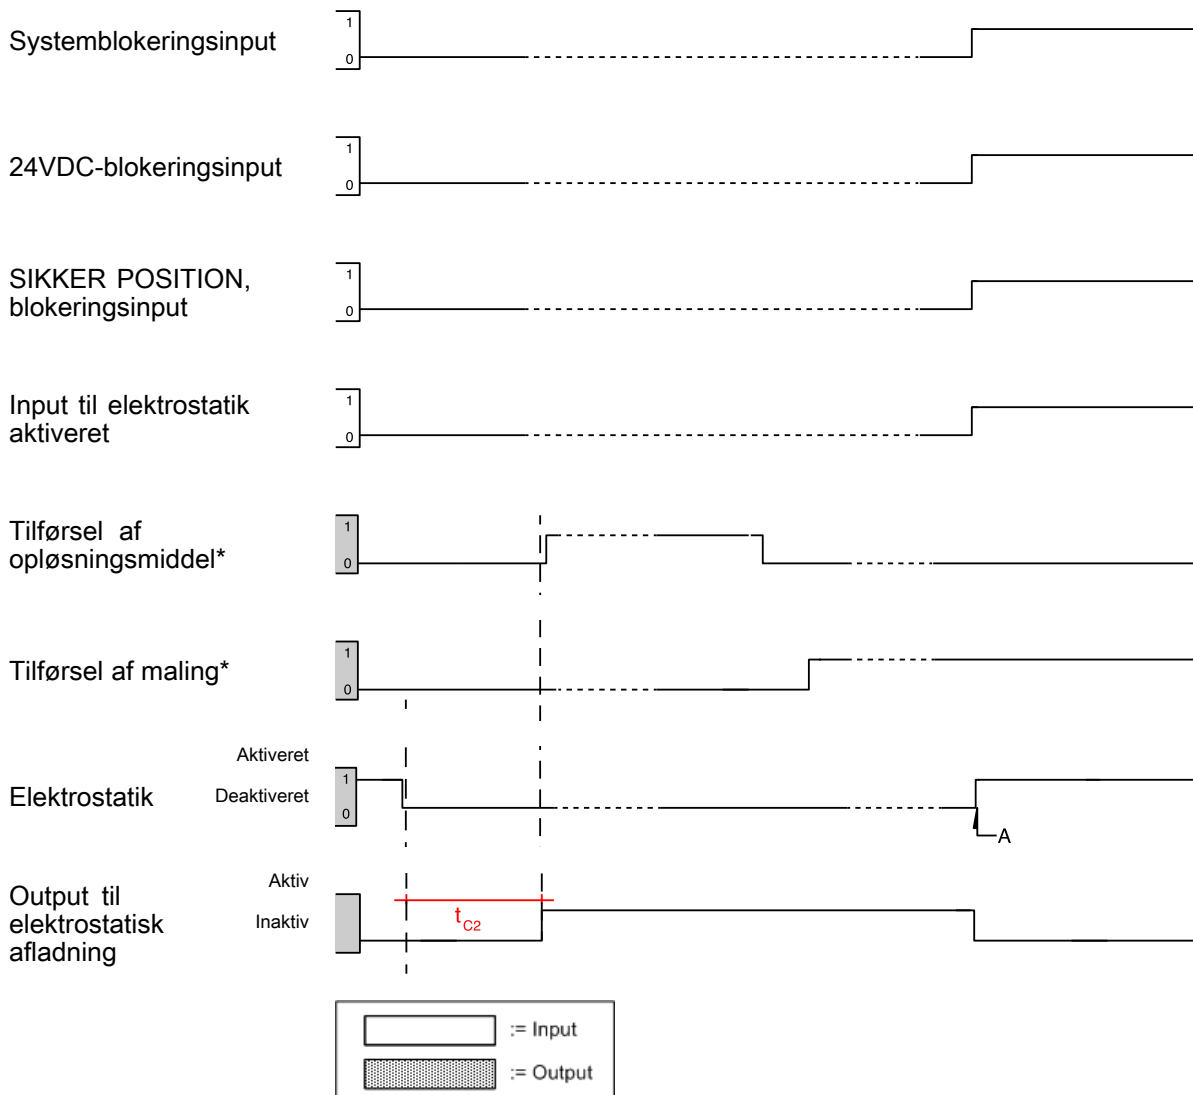 Systemblokeringsinput
1
0
24VDC-blokeringsinput
1
0
SIKKER POSITION,
blokeringsinput
1
0
Input til elektrostatik
aktiveret
1
0
Tilførsel af
opløsningsmiddel*
1
0
Tilførsel af maling*
1
0
Elektrostatik
Aktiveret
Deaktiveret
1
0
A
Output til
elektrostatisk
afladning
Aktiv
Inaktiv
tC2
:= Input
:= Output